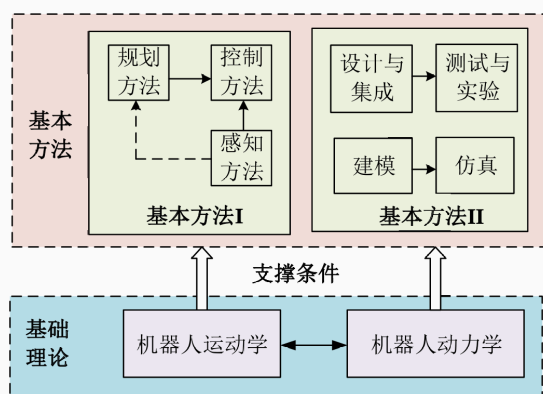 基本
方法
规划
方法
控制
方法
感知
方法
基本方法I
设计与
集成
测试与
实验
建模
仿真
基本方法II
支撑条件
基础
理论
机器人运动学
机器人动力学